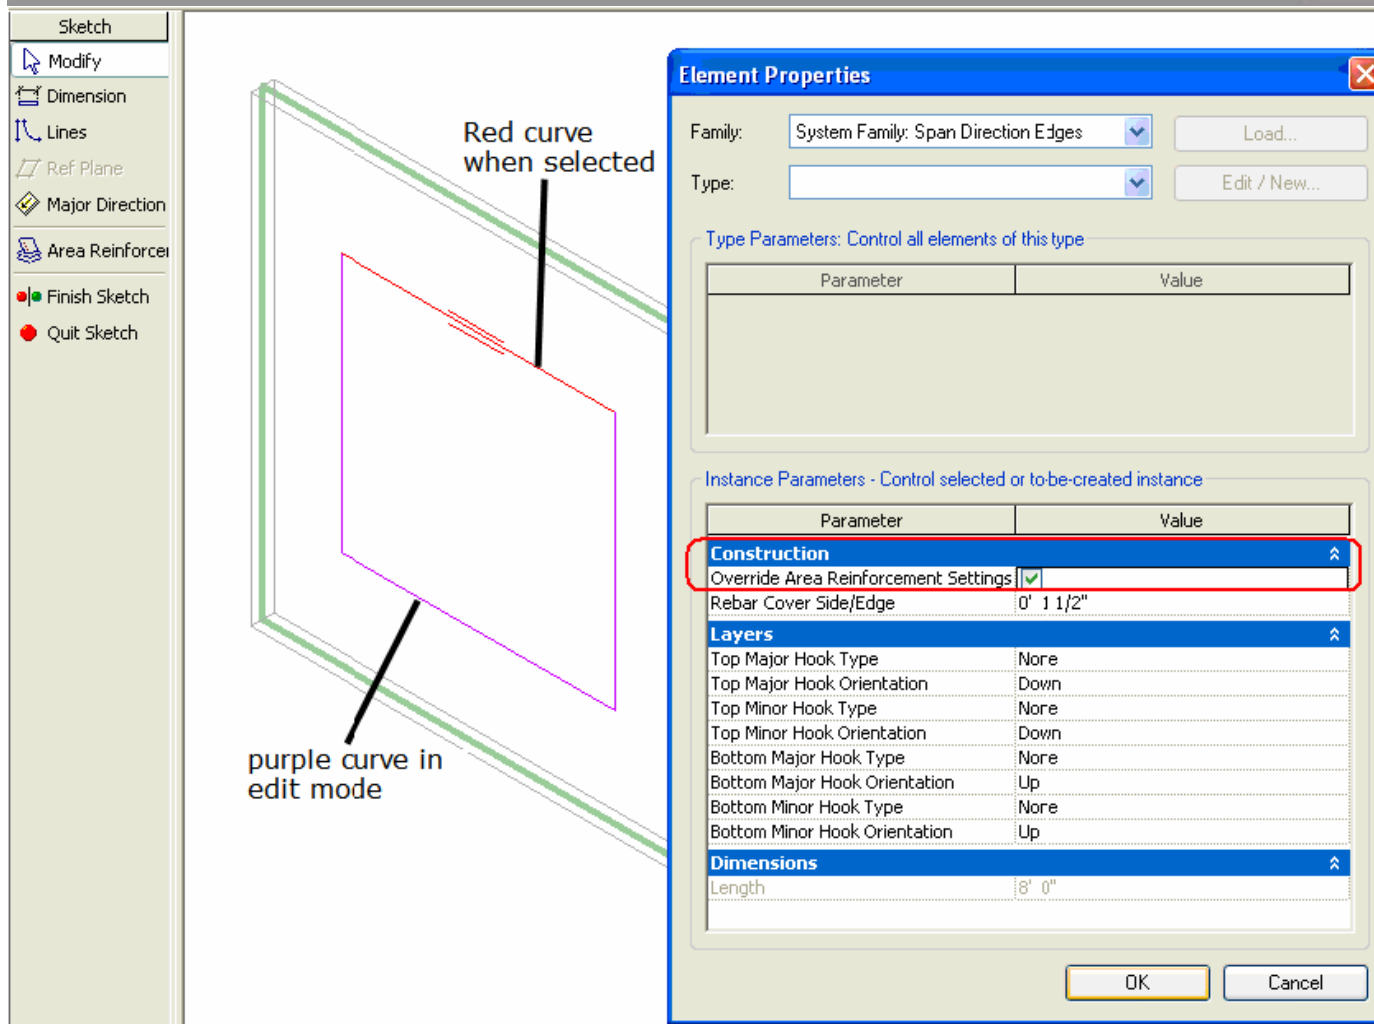 Sketch
Modify
Dimension
Lines
Ref Plane
Major Direction
Area Reinforcer
Finish Sketch
Quit Sketch
Red curve
when selected
purple curve in
edit mode
Element Properties
Family: System Family: Span Direction Edges Load...
Type: Edit / New...
Type Parameters: Control all elements of this type
Parameter Value
Instance Parameters - Control selected or to-be-created instance
Parameter Value
Construction
Override Area Reinforcement Settings
Rebar Cover Side/Edge 0' 1 1/2"
Layers
Top Major Hook Type None
Top Major Hook Orientation Down
Top Minor Hook Type None
Top Minor Hook Orientation Down
Bottom Major Hook Type None
Bottom Major Hook Orientation Up
Bottom Minor Hook Type None
Bottom Minor Hook Orientation Up
Dimensions
Length 8' 0"
OK Cancel